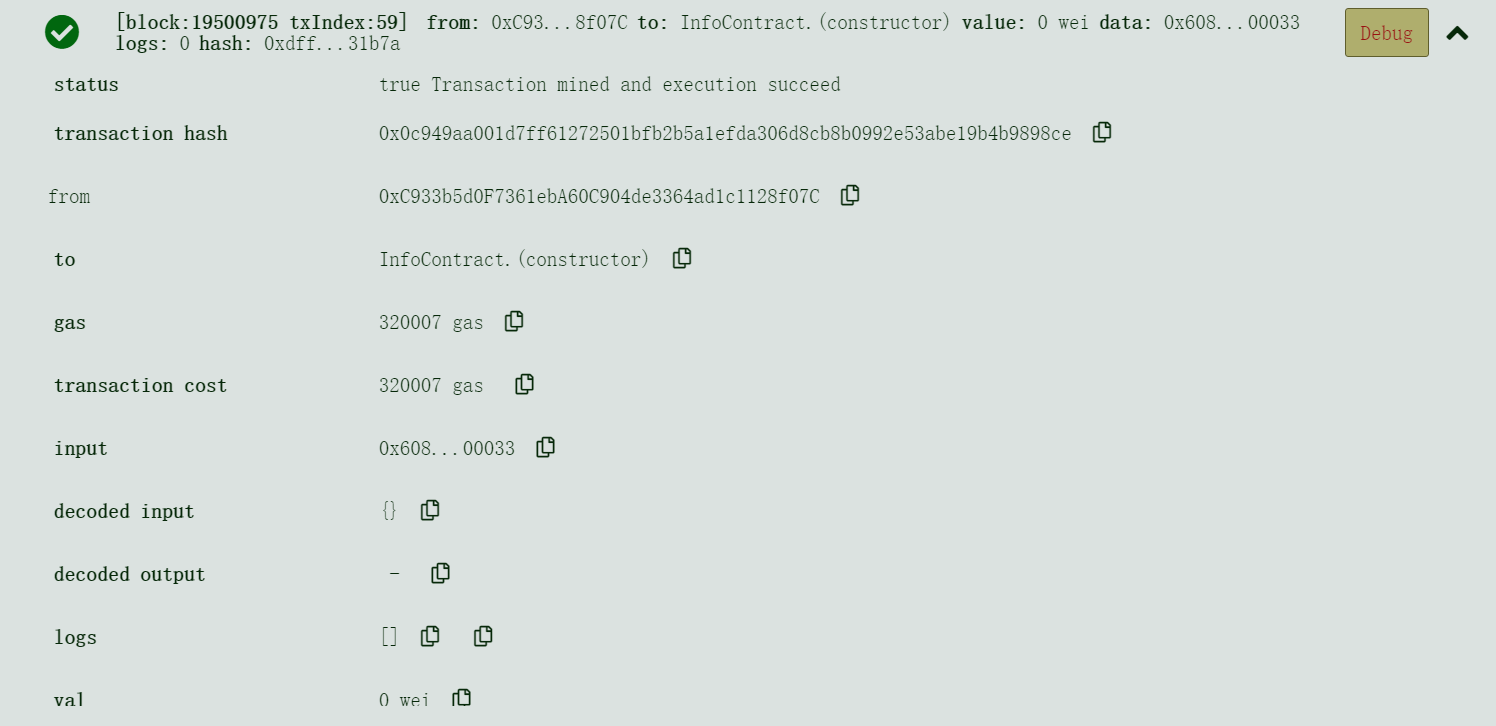 [block:19500975 txIndex:59] from: 0xC93...8f07C to: InfoContract.(constructor) value: 0 wei data: 0x608...00033
logs: 0 hash: 0xdff...31b7a
Debug
status true Transaction mined and execution succeed
transaction hash 0x0c949aa001d7ff61272501bfb2b5a1efda306d8cb8b0992e53abe19b4b9898ce
from 0xC933b5d0F7361ebA60C904de3364ad1c1128f07C
to InfoContract.(constructor)
gas 320007 gas
transaction cost 320007 gas
input 0x608...00033
decoded input {}
decoded output -
logs []
val 0 wei